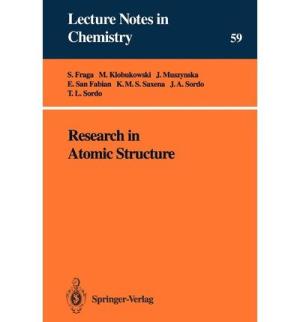 Lecture Notes in
Chemistry 59
S. Fraga M. Klobukowski J. Muszynska
E. San Fabian K. M. S. Saxena J. A. Sordo
T. L. Sordo
Research in
Atomic Structure
Springer-Verlag